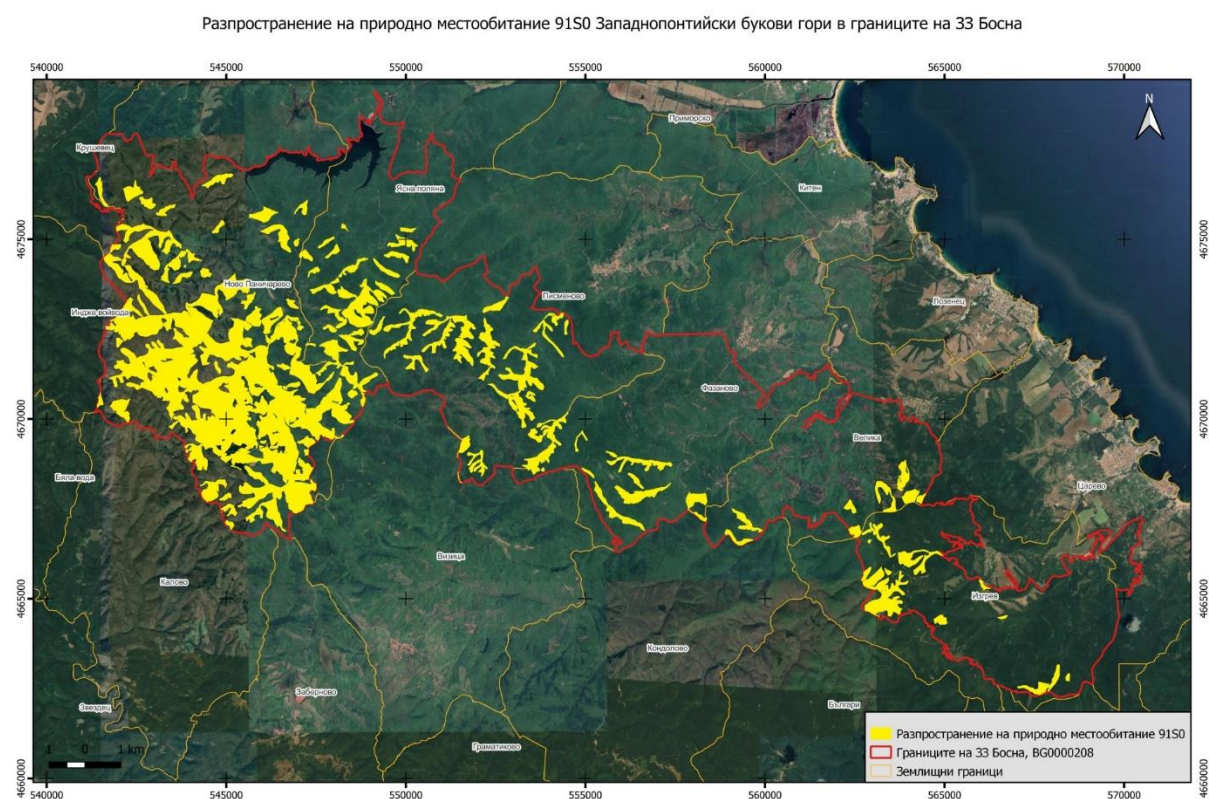 Разпространение на природно местообитание 91S0 Западнопонтийски букови гори в границите на ЗЗ Босна
540000 545000 550000 555000 560000 565000 570000
N
Приморско
Крушевец
Ясна поляна
Китен
4675000 4675000
Ново Паничарево
Писменово
Лозенец
Индже войвода
Фазаново
4670000 4670000
Велика
Бяла вода
Царево
Визица
Калово
Изгрев
4665000 4665000
Кондолово
Заберново
Звездец
Българи
Граматиково
1 0 1 km
Разпространение на природно местообитание 91S0
Границите на ЗЗ Босна, BG0000208
Землищни граници
4660000 4660000
540000 545000 550000 555000 560000 565000 570000